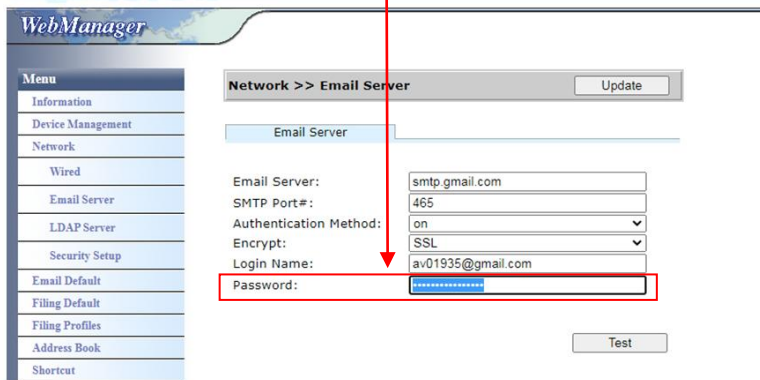 WebManager
Menu
Information
Device Management
Network
Wired
Email Server
LDAP Server
Security Setup
Email Default
Filing Default
Filing Profiles
Address Book
Shortcut
Network >> Email Server
Update
Email Server
Email Server: smtp.gmail.com
SMTP Port#: 465
Authentication Method: on
Encrypt: SSL
Login Name: av01935@gmail.com
Password: ················
Test